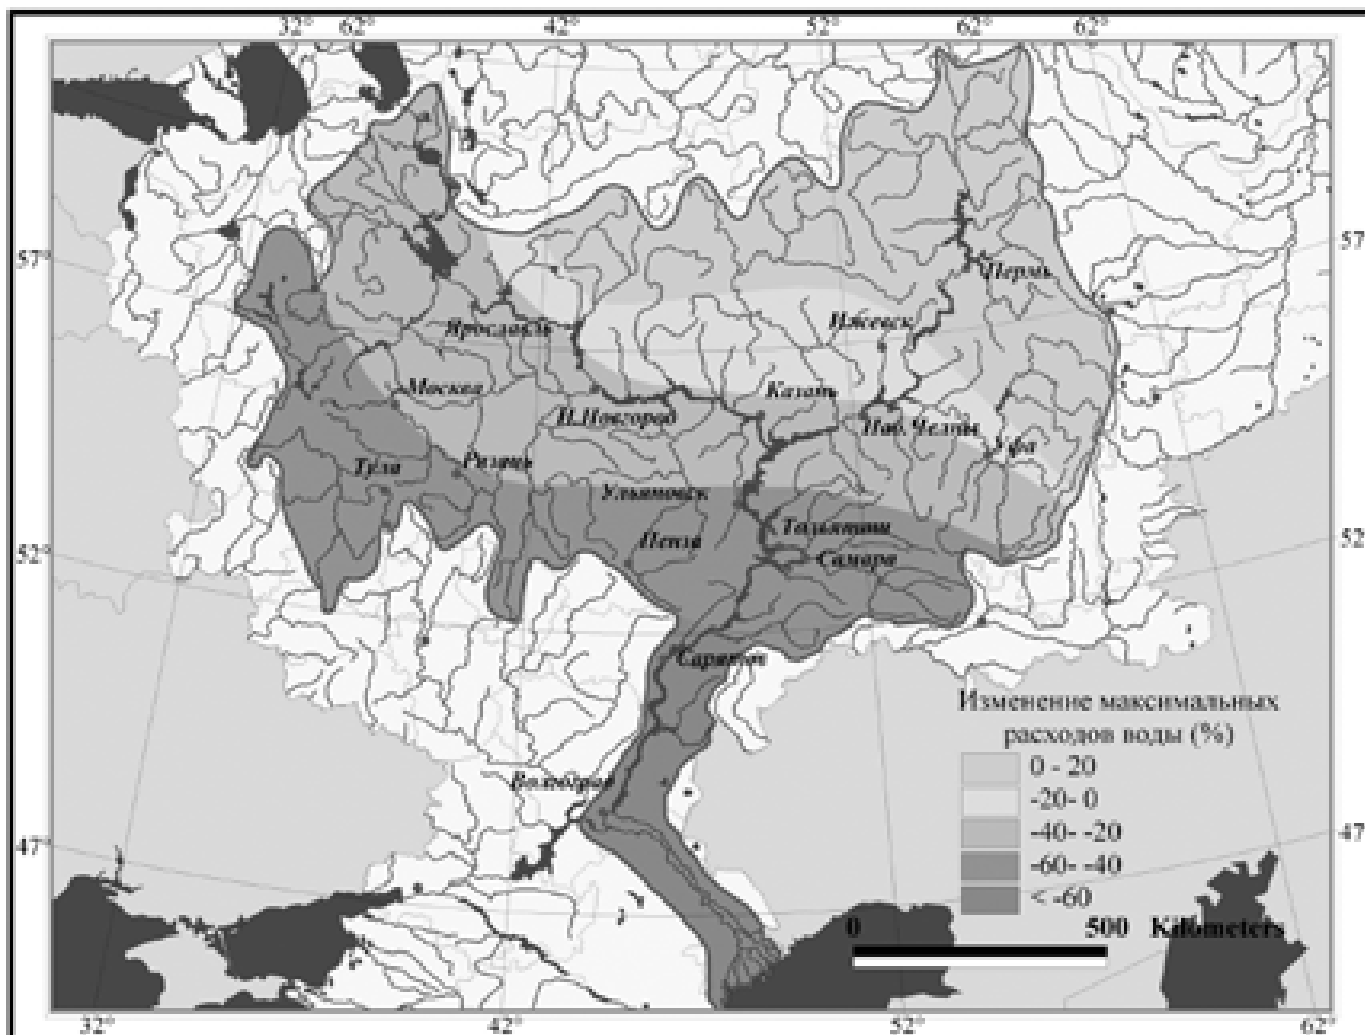 32° 62° 42° 52° 62° 62°
57° 57°
Пермь
Ярославль Ижевск
Москва Казань
Н.Новгород Наб.Челны
Тула Рязань Уфа
Ульяновск
Тольятти
52° Пенза 52°
Самара
Саратов
Изменение максимальных
расходов воды (%)
0 - 20
Волгоград
-20- 0
47° -40- -20 47°
-60- -40
< -60
0 500 Kilometers
32° 42° 52° 62°